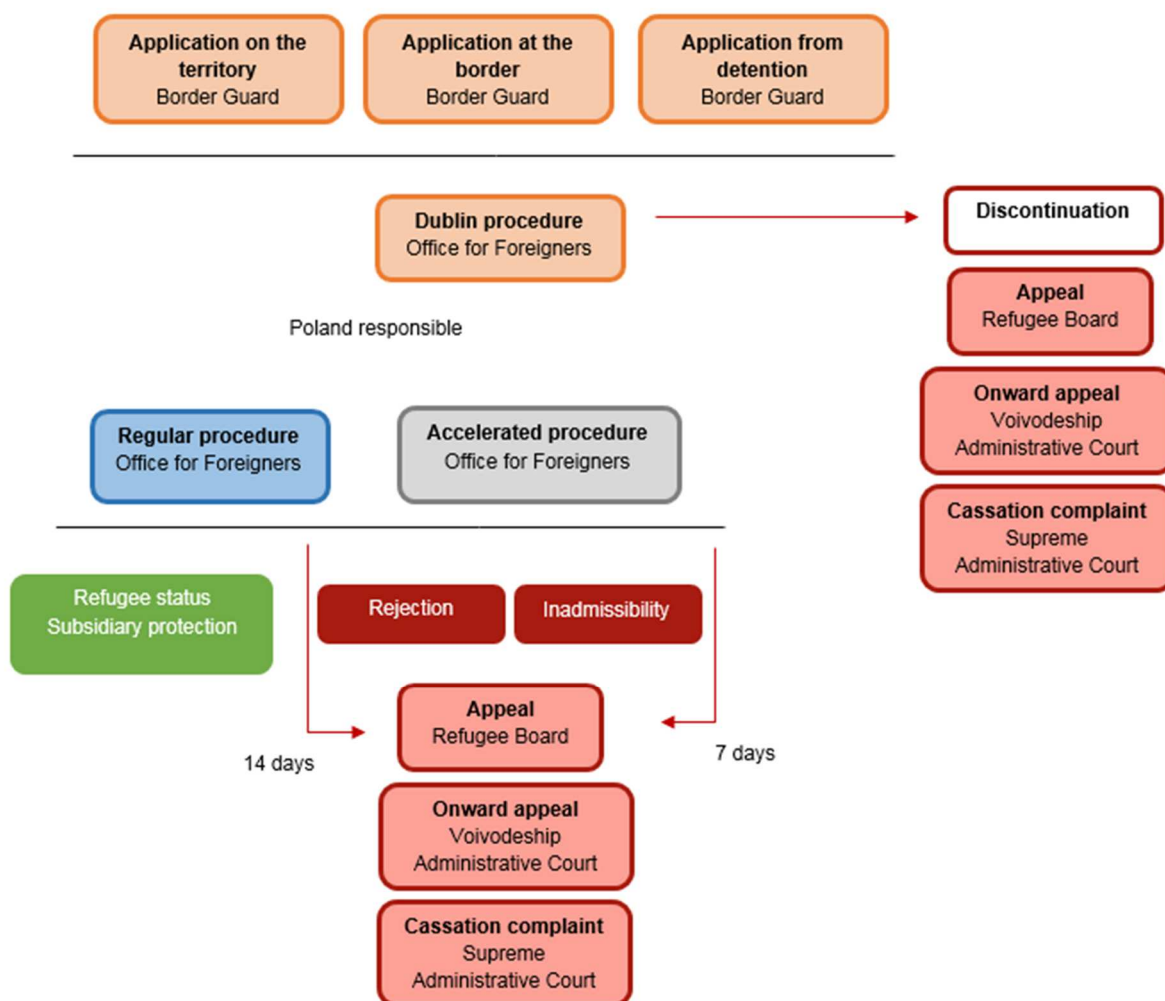 Application on the
territory
Border Guard
Application at the
border
Border Guard
Application from
detention
Border Guard
Dublin procedure
Office for Foreigners
Discontinuation
Appeal
Refugee Board
Onward appeal
Voivodeship
Administrative Court
Cassation complaint
Supreme
Administrative Court
Poland responsible
Regular procedure
Office for Foreigners
Accelerated procedure
Office for Foreigners
Refugee status
Subsidiary protection
Rejection
Inadmissibility
14 days
Appeal
Refugee Board
7 days
Onward appeal
Voivodeship
Administrative Court
Cassation complaint
Supreme
Administrative Court